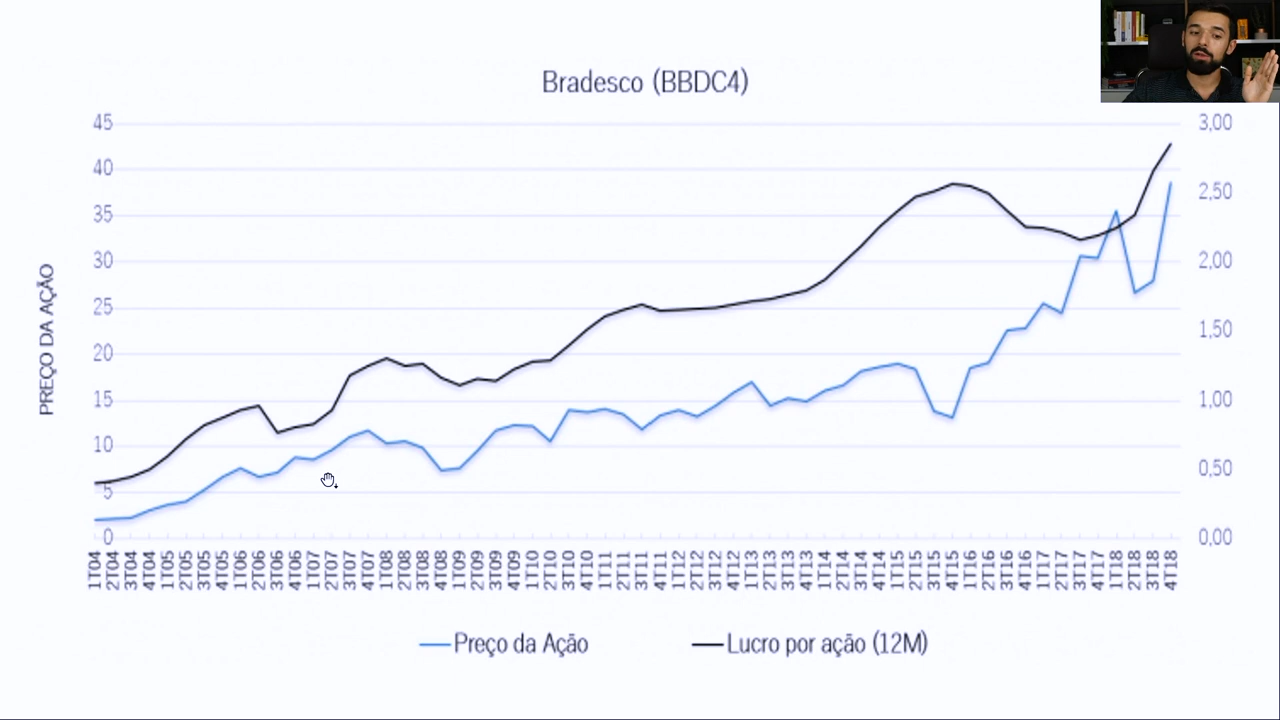 Bradesco (BBDC4)
45
40
35
30
25
20
15
10
5
0
PREÇO DA AÇÃO
3,00
2,50
2,00
1,50
1,00
0,50
0,00
1T04
2T04
3T04
4T04
1T05
2T05
3T05
4T05
1T06
2T06
3T06
4T06
1T07
2T07
3T07
4T07
1T08
2T08
3T08
4T08
1T09
2T09
3T09
4T09
1T10
2T10
3T10
4T10
1T11
2T11
3T11
4T11
1T12
2T12
3T12
4T12
1T13
2T13
3T13
4T13
1T14
2T14
3T14
4T14
1T15
2T15
3T15
4T15
1T16
2T16
3T16
4T16
1T17
2T17
3T17
4T17
1T18
2T18
3T18
4T18
Preço da Ação
Lucro por ação (12M)